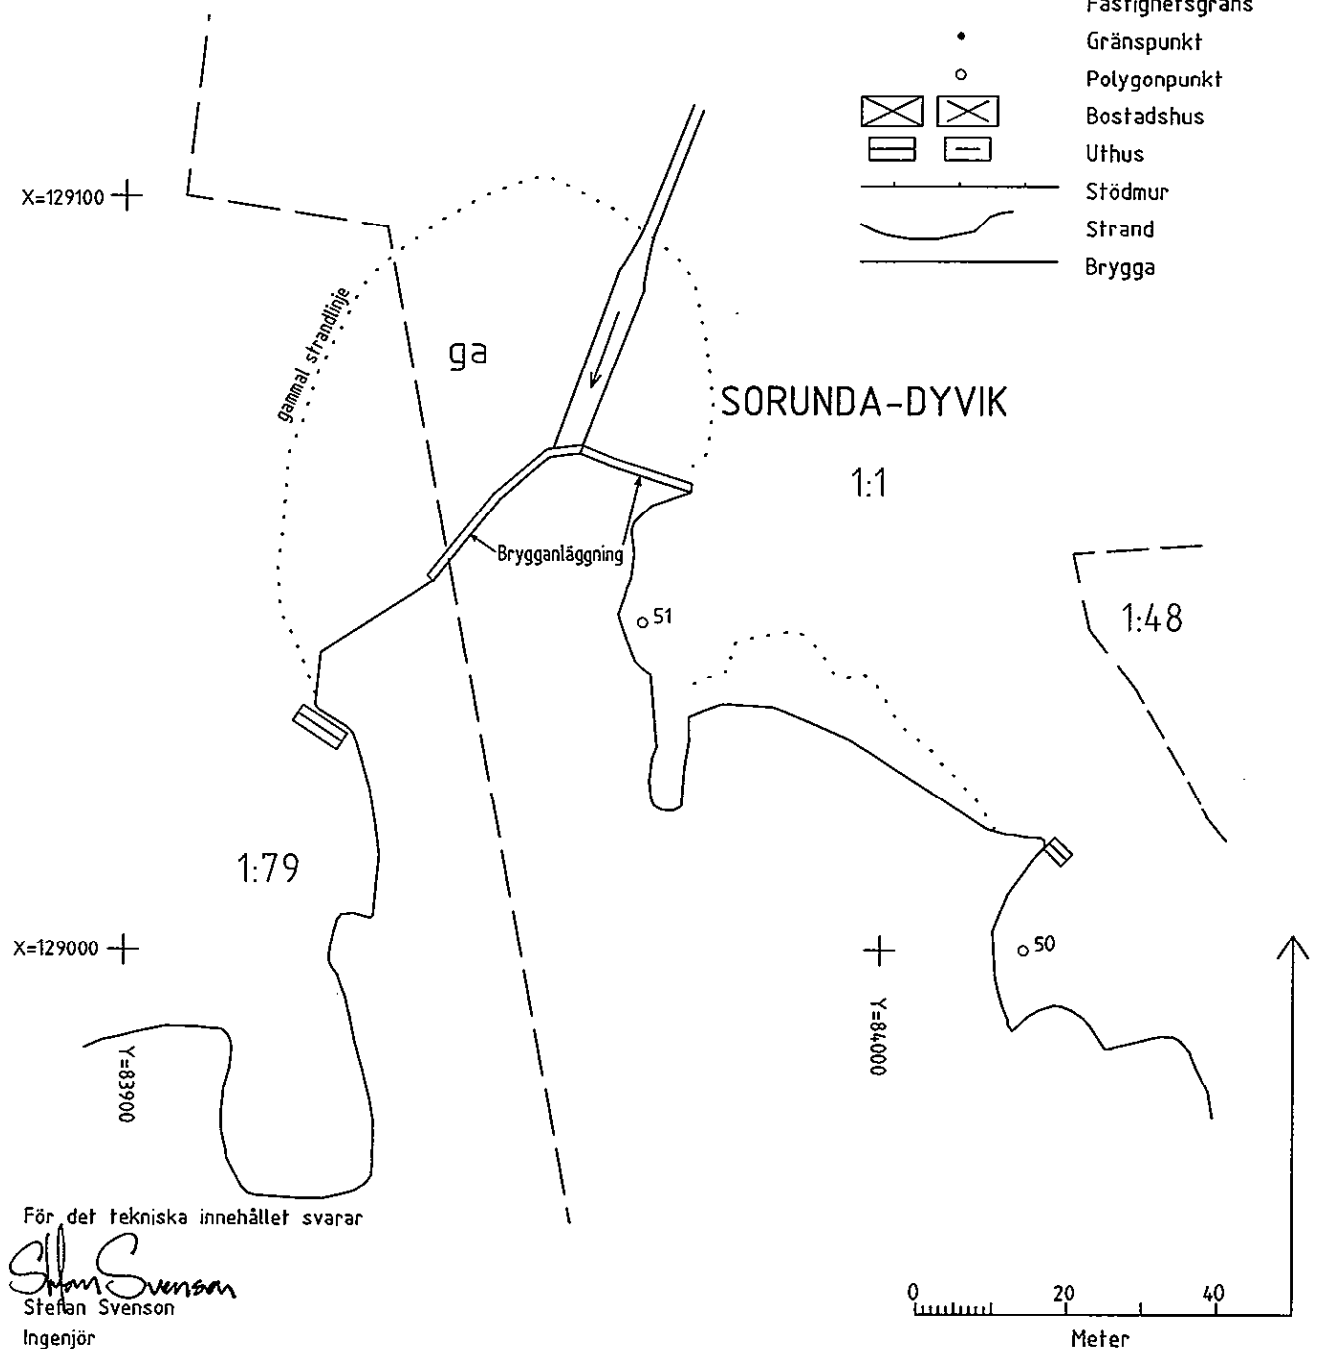 Fastighetsgräns
Gränspunkt
Polygonpunkt
Bostadshus
Uthus
Stödmur
Strand
Brygga
X=129100
gammal strandlinje
ga
SORUNDA-DYVIK
1:1
Brygganläggning
51
1:48
1:79
X=129000
50
Y=83900
Y=84000
För det tekniska innehållet svarar
Stefan Svenson
Stefan Svenson
Ingenjör
0 20 40
Meter